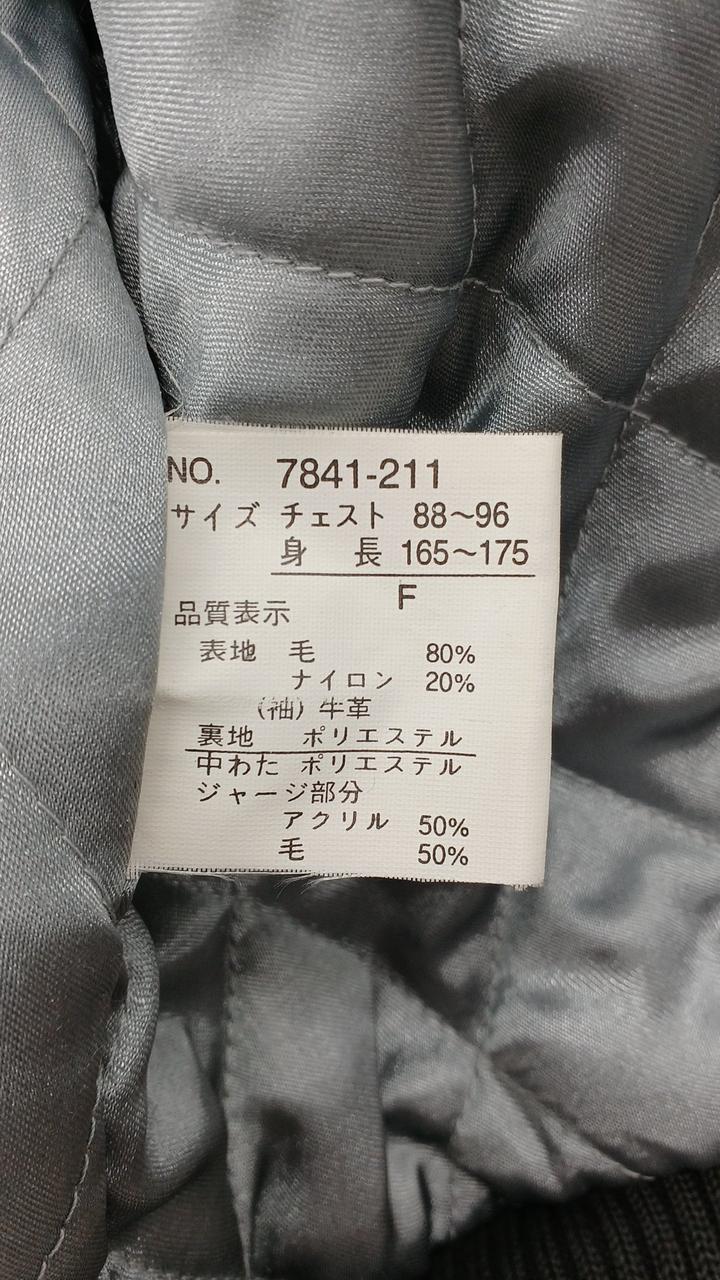 NO. 7841-211
サイズ チェスト 88～96
身 長 165～175
F
品質表示
表地 毛 80%
ナイロン 20%
(袖) 牛革
裏地 ポリエステル
中わた ポリエステル
ジャージ部分
アクリル 50%
毛 50%